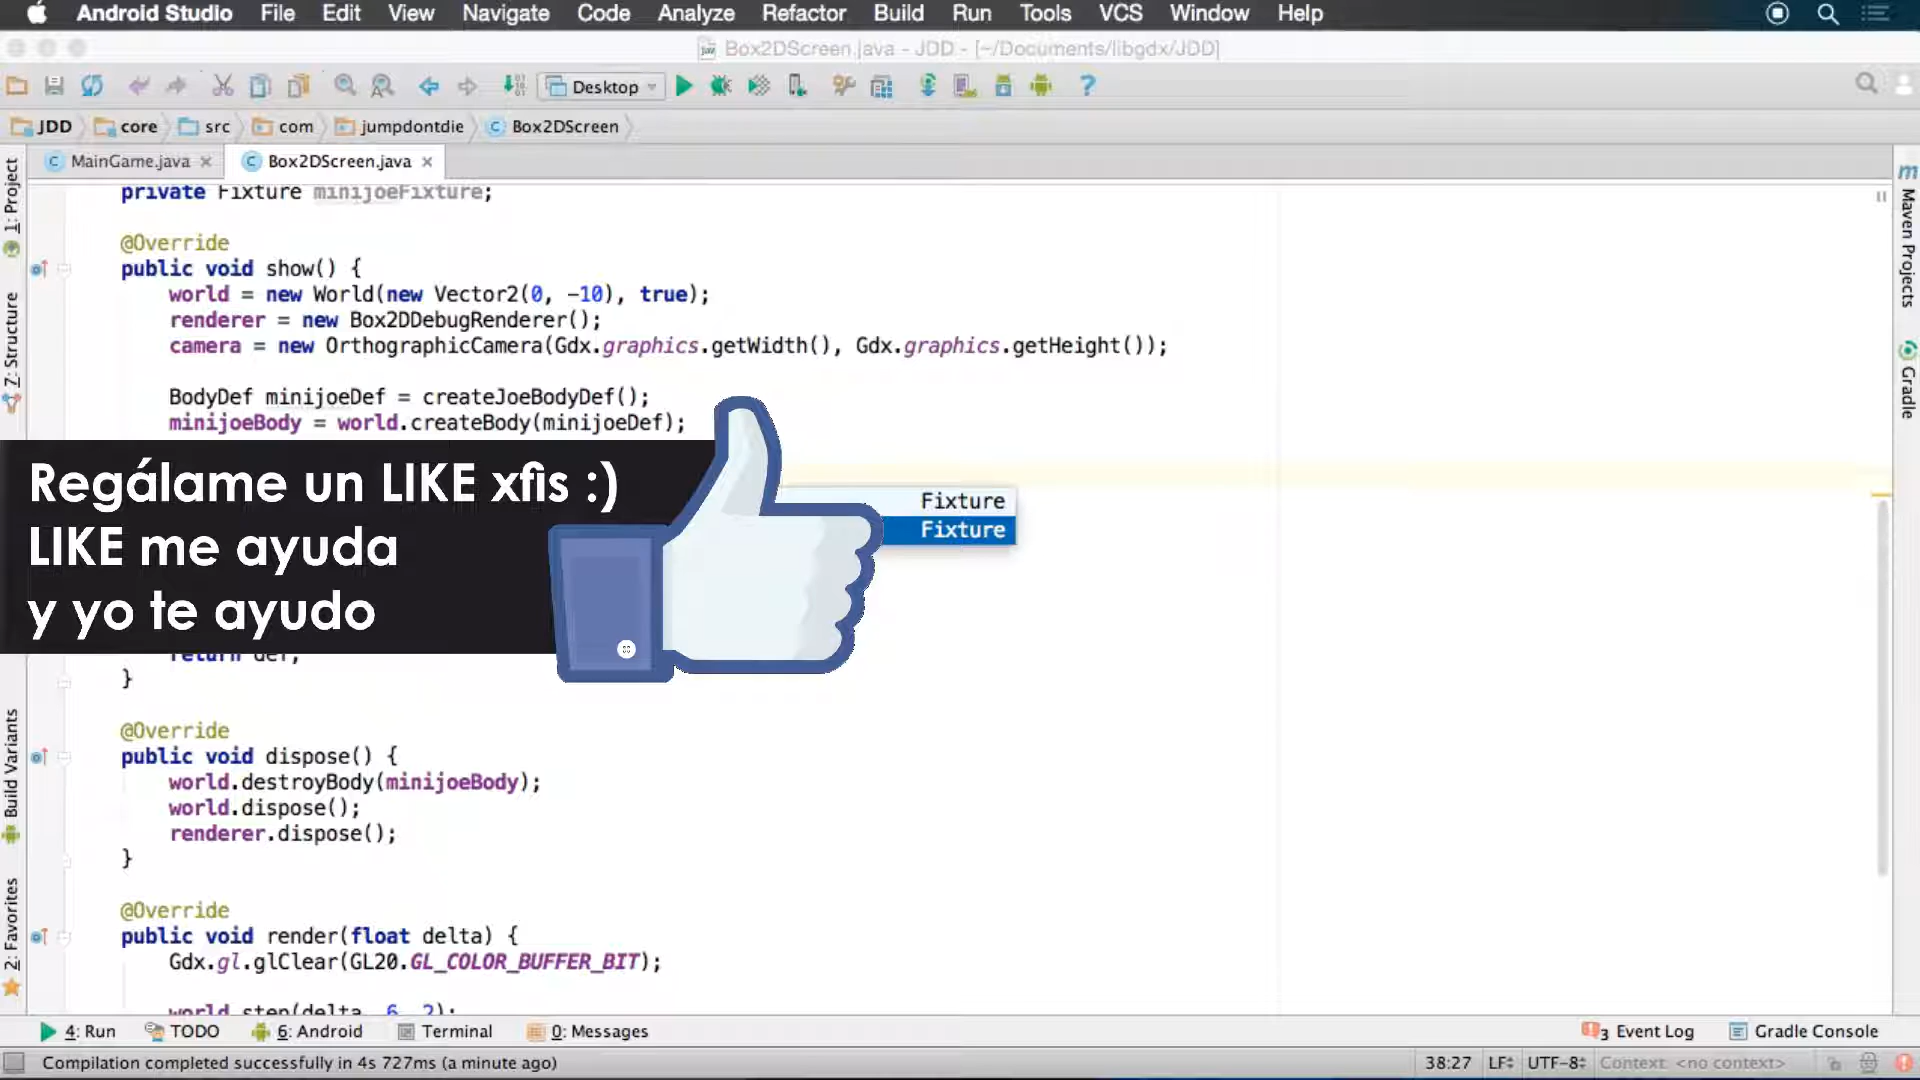 Android Studio File Edit View Navigate Code Analyze Refactor Build Run Tools VCS Window Help
Box2DScreen.java - JDD - [~/Documents/libgdx/JDD]
Desktop
JDD core src com jumpdontdie Box2DScreen
MainGame.java Box2DScreen.java
1: Project
Z: Structure
Build Variants
2: Favorites
Maven Projects
Gradle
private Fixture minijoeFixture;
@Override
public void show() {
world = new World(new Vector2(0, -10), true);
renderer = new Box2DDebugRenderer();
camera = new OrthographicCamera(Gdx.graphics.getWidth(), Gdx.graphics.getHeight());
BodyDef minijoeDef = createJoeBodyDef();
minijoeBody = world.createBody(minijoeDef);
Regálame un LIKE xfis :)
LIKE me ayuda
y yo te ayudo
Fixture
Fixture
return def;
}
@Override
public void dispose() {
world.destroyBody(minijoeBody);
world.dispose();
renderer.dispose();
}
@Override
public void render(float delta) {
Gdx.gl.glClear(GL20.GL_COLOR_BUFFER_BIT);
world.step(delta, 6, 2);
4: Run TODO 6: Android Terminal 0: Messages 3 Event Log Gradle Console
Compilation completed successfully in 4s 727ms (a minute ago) 38:27 LF UTF-8 Context: <no context>